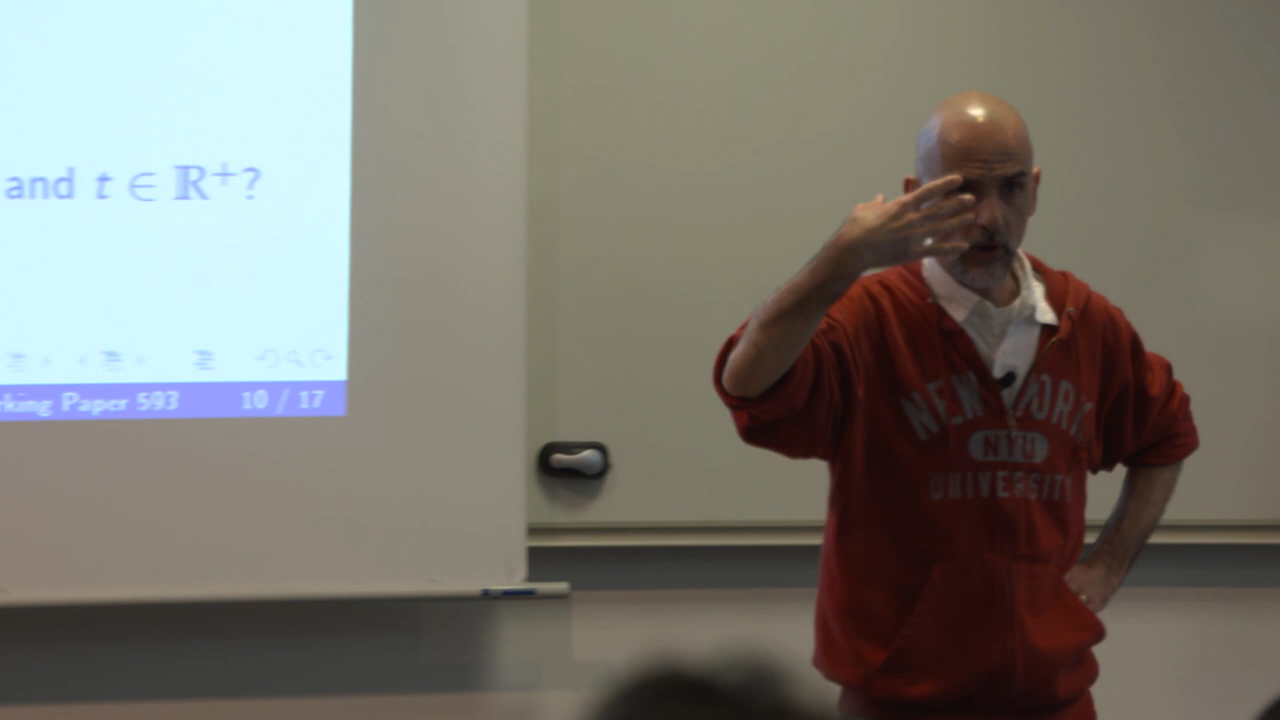 and t ∈ ℝ⁺?
rking Paper 593 10 / 17
NEW YORK
NYU
UNIVERSITY